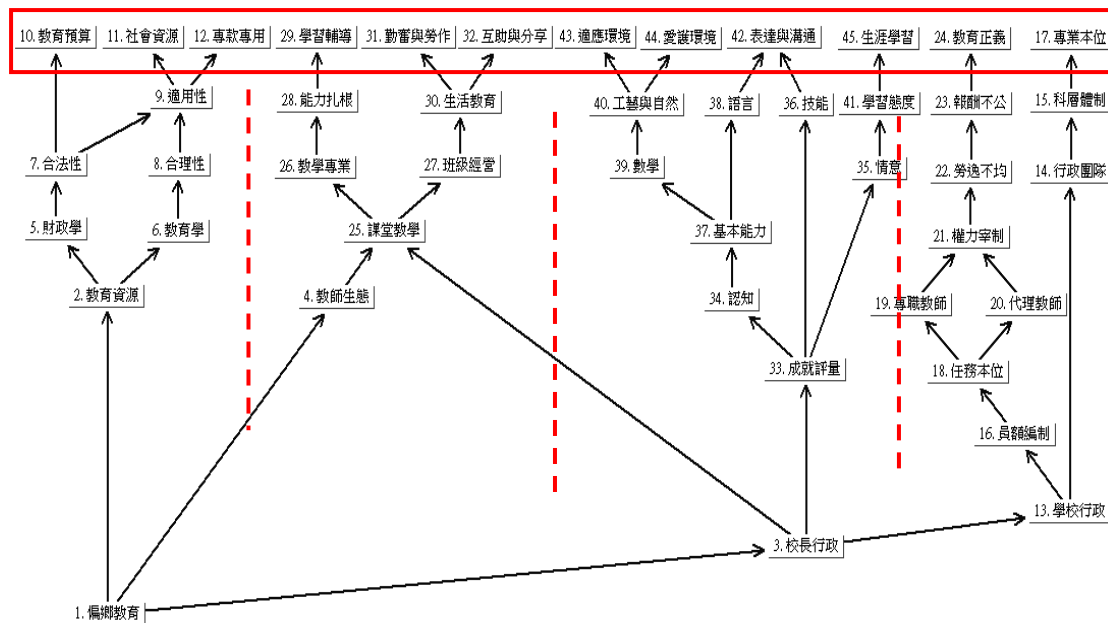 10. 教育預算
11. 社會資源
12. 專款專用
29. 學習輔導
31. 勤奮與勞作
32. 互助與分享
43. 適應環境
44. 愛護環境
42. 表達與溝通
45. 生涯學習
24. 教育正義
17. 專業本位
9. 適用性
28. 能力扎根
30. 生活教育
40. 工藝與自然
38. 語言
36. 技能
41. 學習態度
23. 報酬不公
15. 科層體制
7. 合法性
8. 合理性
26. 教學專業
27. 班級經營
39. 數學
35. 情意
22. 勞逸不均
14. 行政團隊
5. 財政學
6. 教育學
25. 課堂教學
37. 基本能力
21. 權力宰制
2. 教育資源
4. 教師生態
34. 認知
19. 專職教師
20. 代理教師
33. 成就評量
18. 任務本位
16. 員額編制
13. 學校行政
3. 校長行政
1. 偏鄉教育